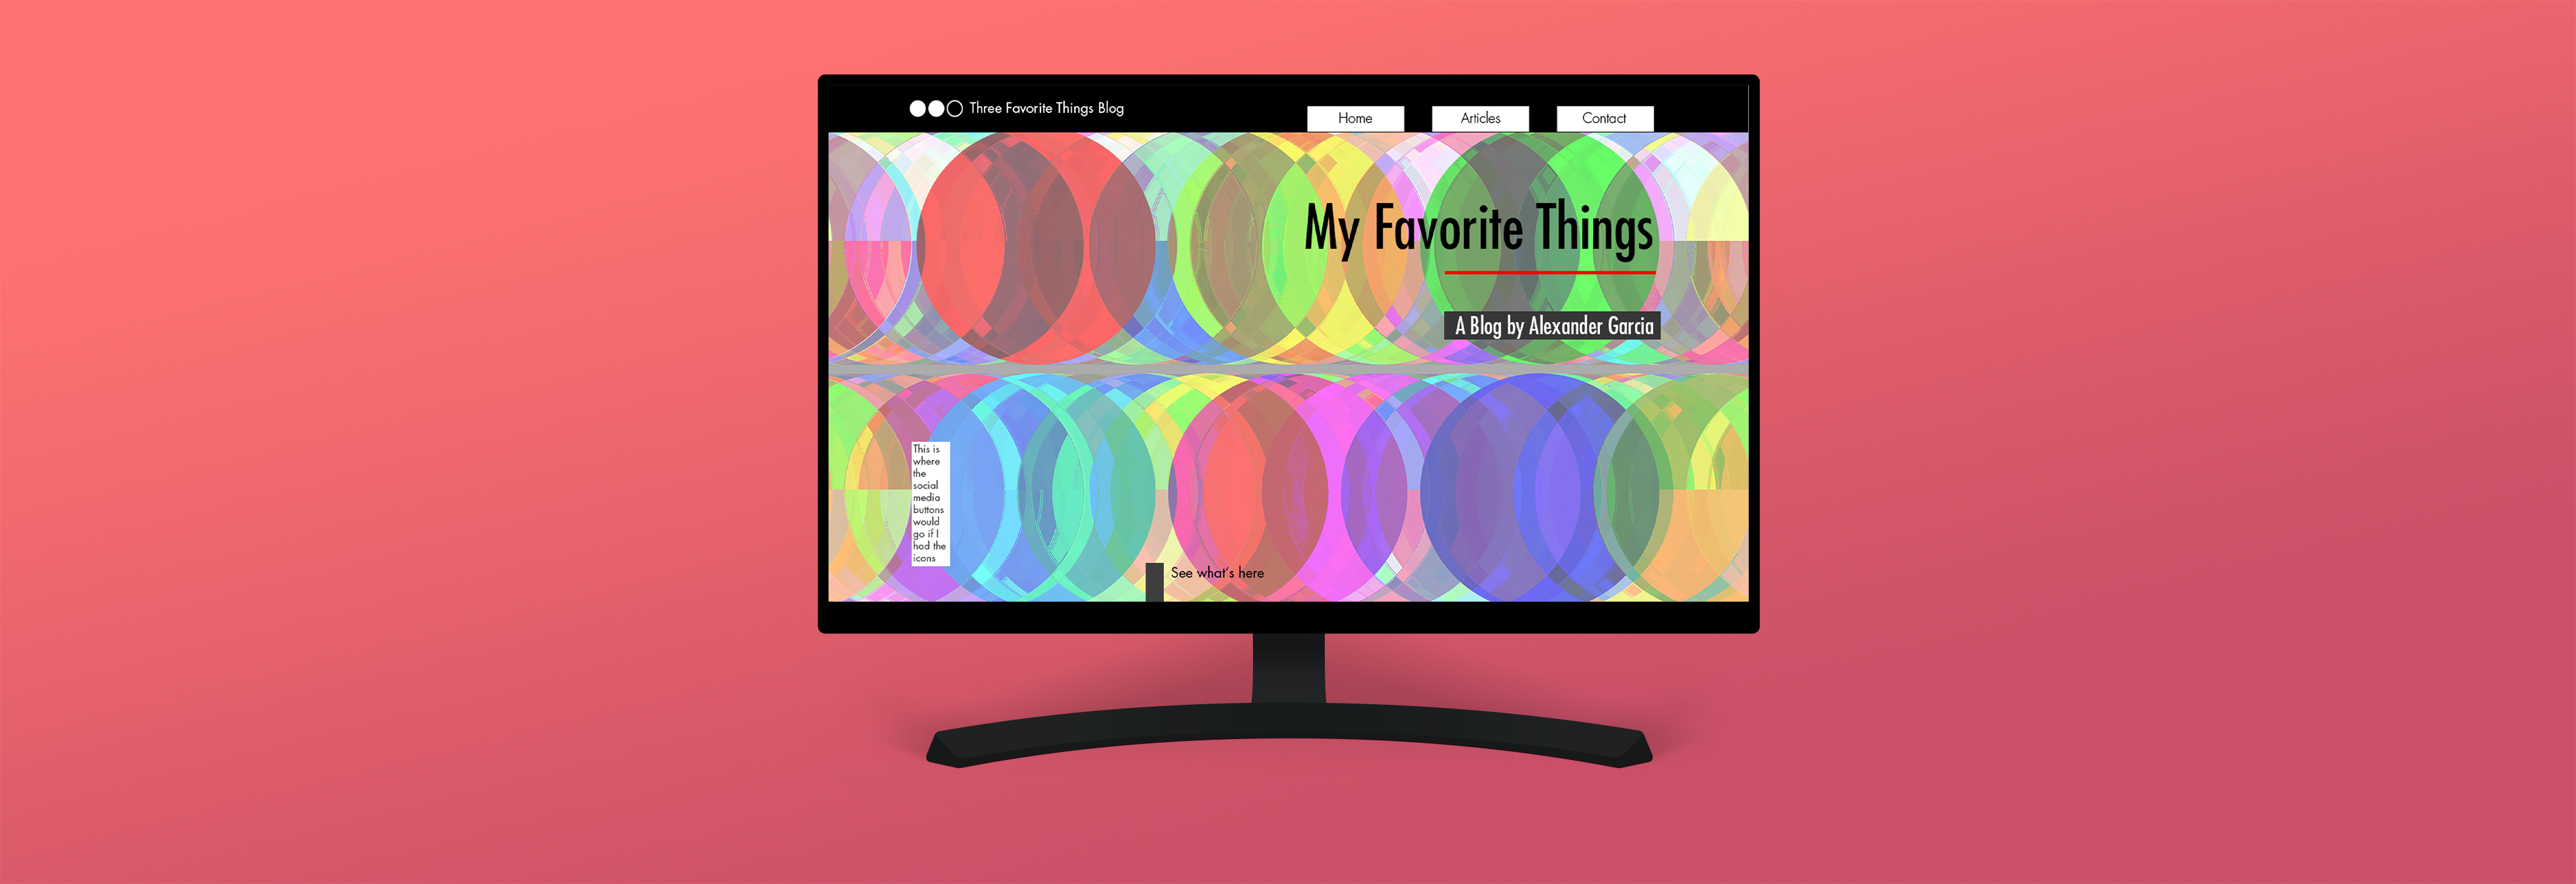 Three Favorite Things Blog
Home
Articles
Contact
My Favorite Things
A Blog by Alexander Garcia
This is
where
the
social
media
buttons
would
go if I
had the
icons
See what's here